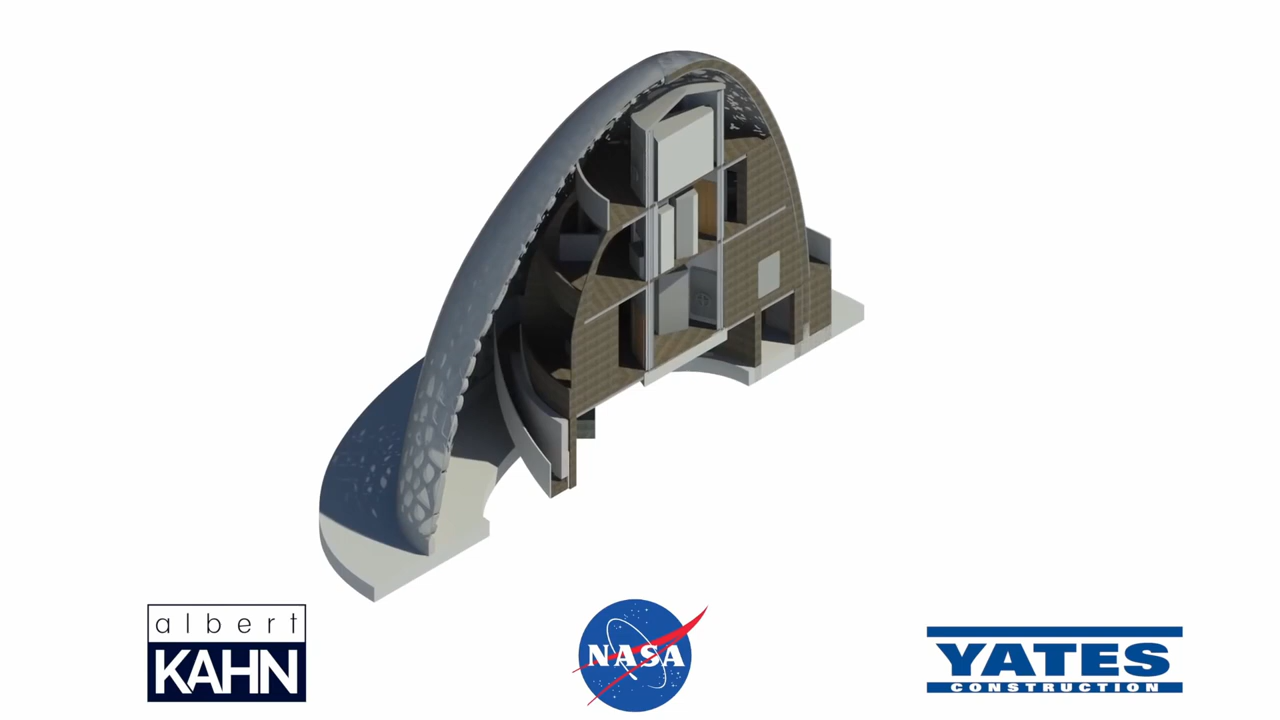 albert
KAHN
NASA
YATES
CONSTRUCTION